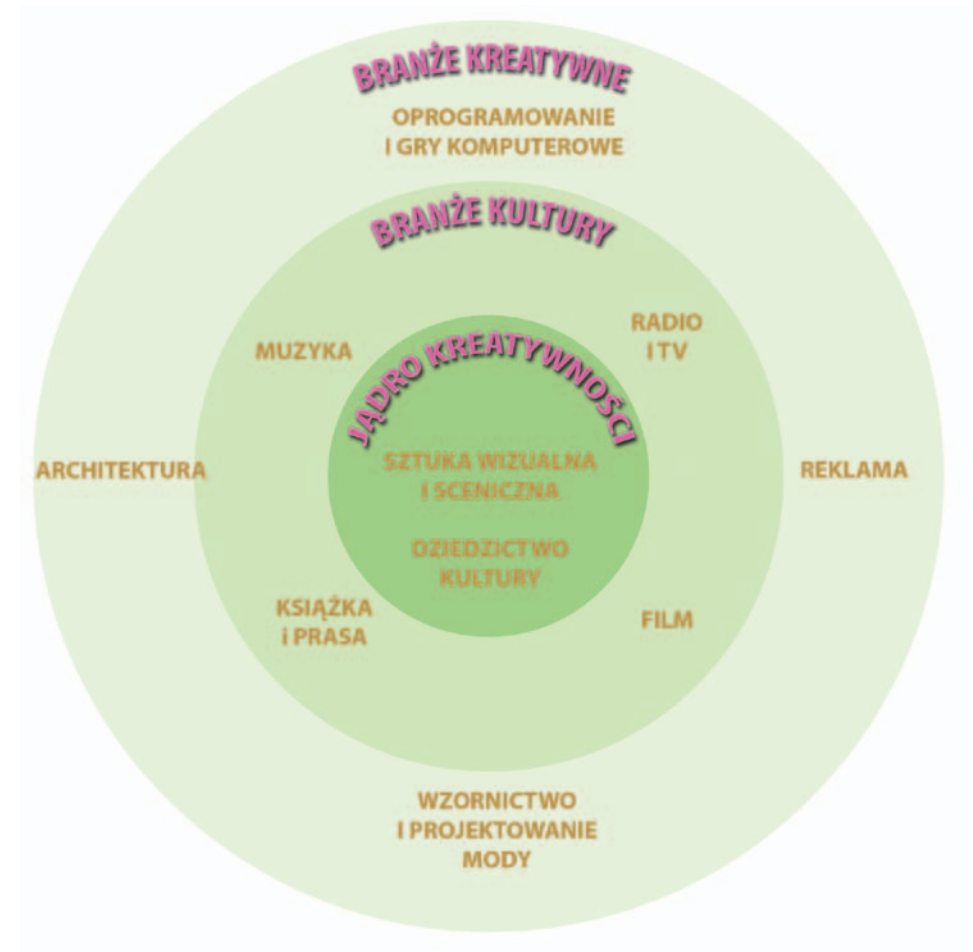 BRANŻE KREATYWNE
OPROGRAMOWANIE
I GRY KOMPUTEROWE
BRANŻE KULTURY
MUZYKA
RADIO
I TV
JĄDRO KREATYWNOŚCI
SZTUKA WIZUALNA
I SCENICZNA
DZIEDZICTWO
KULTURY
ARCHITEKTURA
REKLAMA
KSIĄŻKA
i PRASA
FILM
WZORNICTWO
I PROJEKTOWANIE
MODY